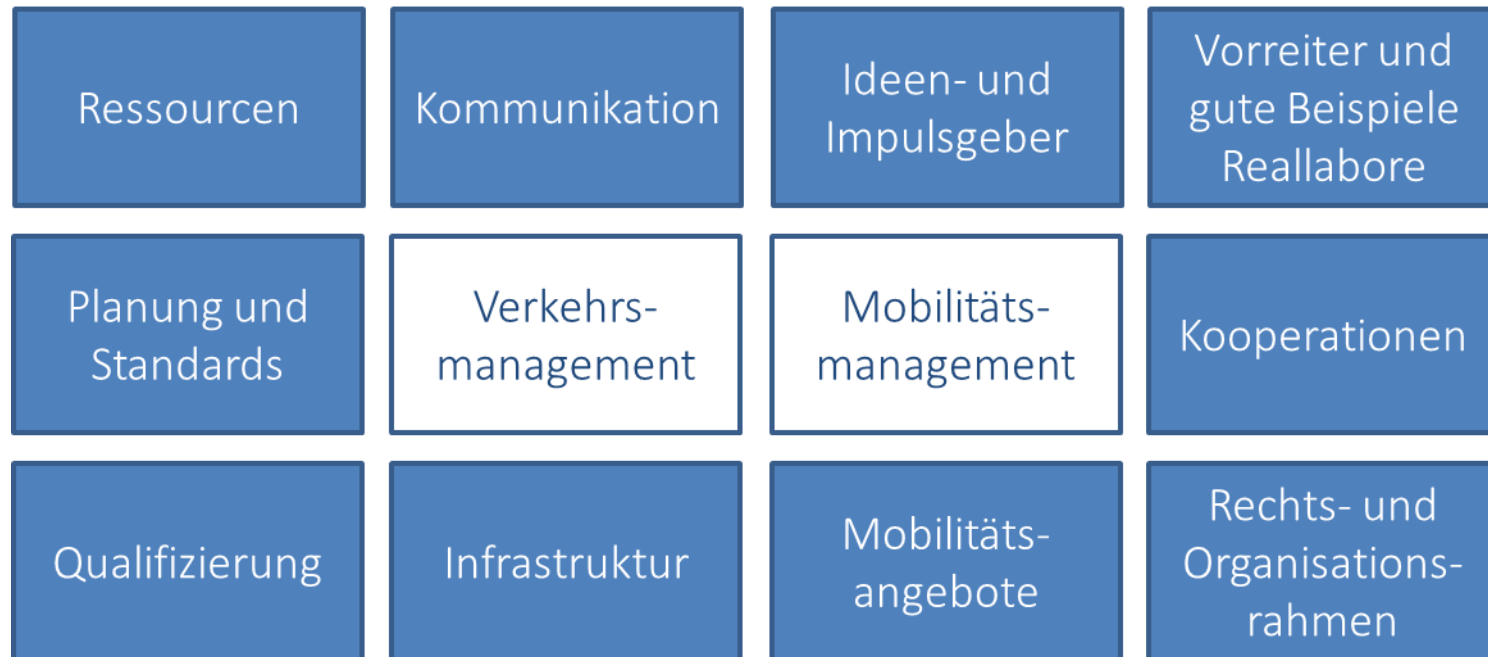 Ressourcen
Kommunikation
Ideen- und
Impulsgeber
Vorreiter und
gute Beispiele
Reallabore
Planung und
Standards
Verkehrs-
management
Mobilitäts-
management
Kooperationen
Qualifizierung
Infrastruktur
Mobilitäts-
angebote
Rechts- und
Organisations-
rahmen